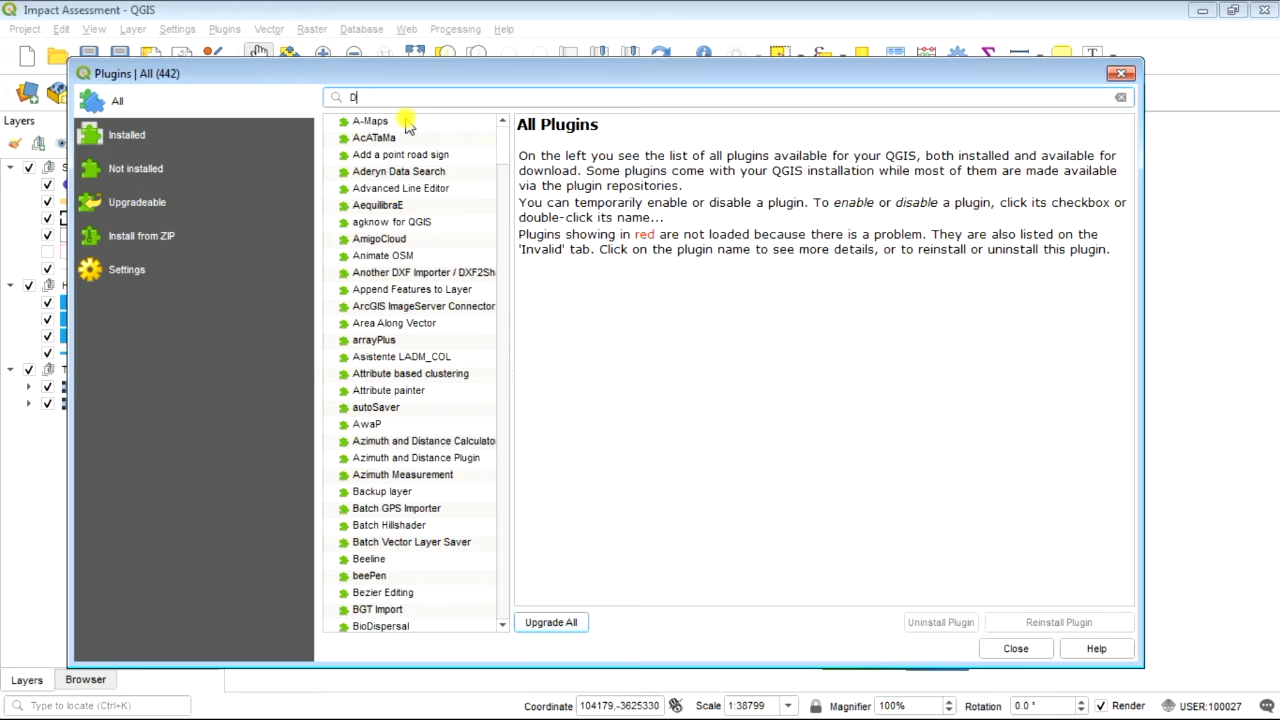 Impact Assessment - QGIS
Project Edit View Layer Settings Plugins Vector Raster Database Web Processing Help
Plugins | All (442)
All
Installed
Not installed
Upgradeable
Install from ZIP
Settings
D
A-Maps
AcATaMa
Add a point road sign
Aderyn Data Search
Advanced Line Editor
AequilibraE
agknow for QGIS
AmigoCloud
Animate OSM
Another DXF Importer / DXF2Sh
Append Features to Layer
ArcGIS ImageServer Connector
Area Along Vector
arrayPlus
Asistente LADM_COL
Attribute based clustering
Attribute painter
autoSaver
AwaP
Azimuth and Distance Calculato
Azimuth and Distance Plugin
Azimuth Measurement
Backup layer
Batch GPS Importer
Batch Hillshader
Batch Vector Layer Saver
Beeline
beePen
Bezier Editing
BGT Import
BioDispersal
All Plugins
On the left you see the list of all plugins available for your QGIS, both installed and available for
download. Some plugins come with your QGIS installation while most of them are made available
via the plugin repositories.
You can temporarily enable or disable a plugin. To enable or disable a plugin, click its checkbox or
double-click its name...
Plugins showing in red are not loaded because there is a problem. They are also listed on the
'Invalid' tab. Click on the plugin name to see more details, or to reinstall or uninstall this plugin.
Upgrade All
Uninstall Plugin
Reinstall Plugin
Close
Help
Layers
S
H
T
Layers
Browser
Type to locate (Ctrl+K)
Coordinate 104179,-3625330 Scale 1:38799 Magnifier 100% Rotation 0.0 ° Render USER:100027